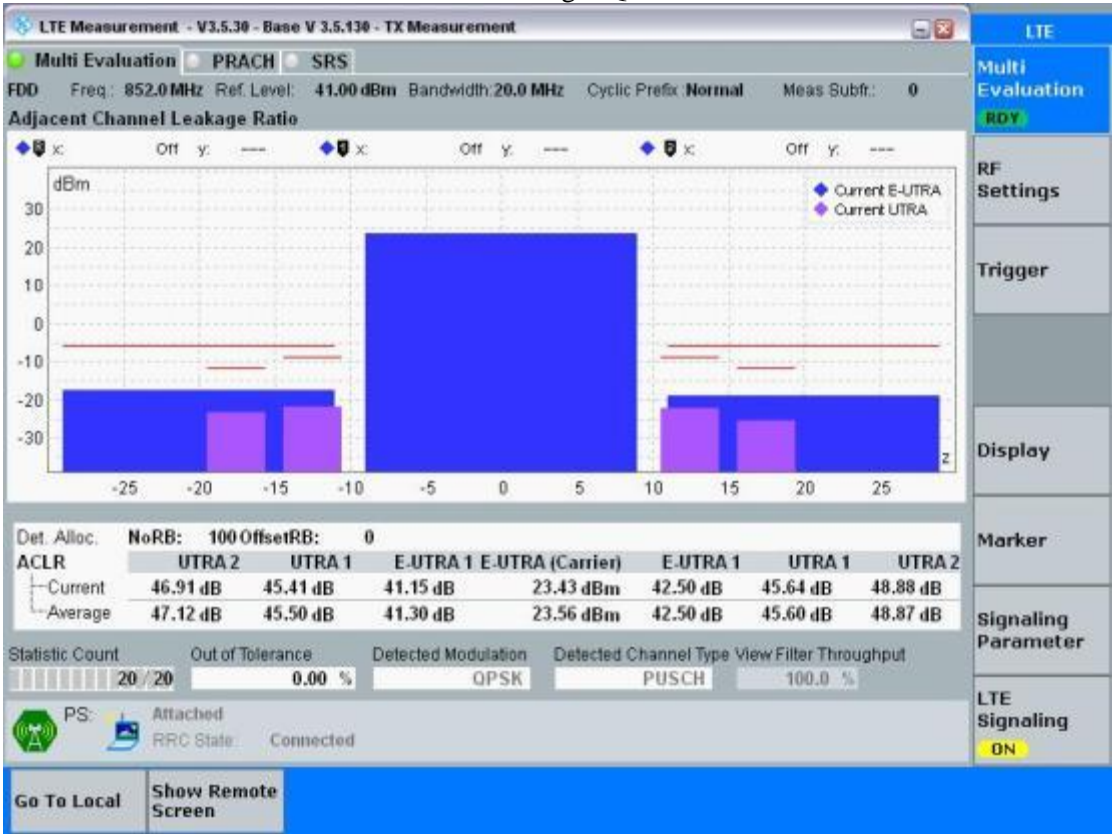 LTE Measurement - V3.5.30 - Base V 3.5.130 - TX Measurement
LTE
Multi Evaluation PRACH SRS
Multi
Evaluation
RDY
FDD Freq.: 852.0 MHz Ref. Level: 41.00 dBm Bandwidth: 20.0 MHz Cyclic Prefix: Normal Meas Subfr.: 0
Adjacent Channel Leakage Ratio
x: Off y: --- x: Off y: --- x: Off y: ---
dBm
Current E-UTRA
Current UTRA
RF
Settings
30
20
10
0
-10
-20
-30
Trigger
z
-25 -20 -15 -10 -5 0 5 10 15 20 25
Display
Det. Alloc. NoRB: 100 OffsetRB: 0
ACLR UTRA 2 UTRA 1 E-UTRA 1 E-UTRA (Carrier) E-UTRA 1 UTRA 1 UTRA 2
Current 46.91 dB 45.41 dB 41.15 dB 23.43 dBm 42.50 dB 45.64 dB 48.88 dB
Average 47.12 dB 45.50 dB 41.30 dB 23.56 dBm 42.50 dB 45.60 dB 48.87 dB
Marker
Statistic Count Out of Tolerance Detected Modulation Detected Channel Type View Filter Throughput
20 / 20 0.00 % QPSK PUSCH 100.0 %
Signaling
Parameter
PS: Attached
RRC State: Connected
LTE
Signaling
ON
Go To Local
Show Remote
Screen